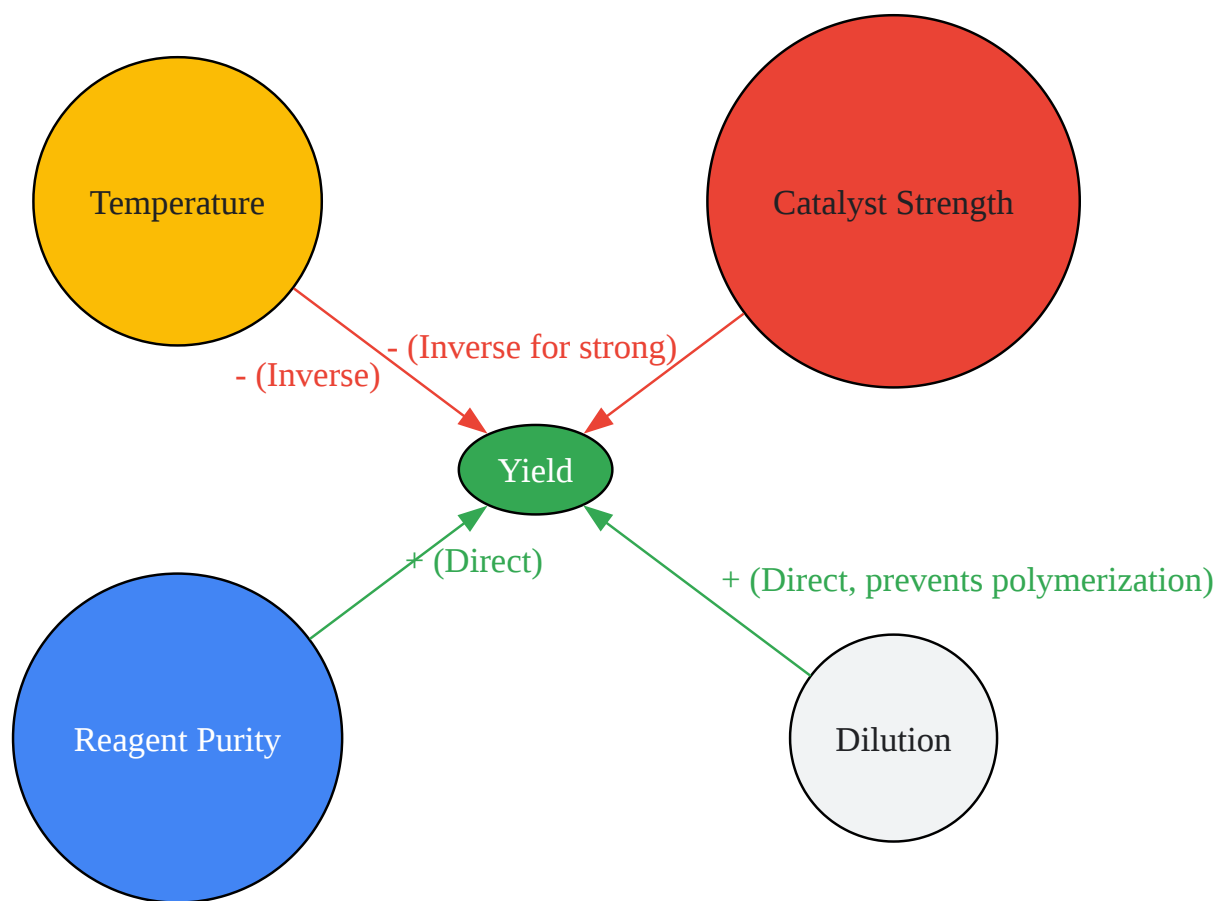 Temperature
Catalyst Strength
- (Inverse for strong)
- (Inverse)
Yield
+ (Direct)
+ (Direct, prevents polymerization)
Reagent Purity
Dilution